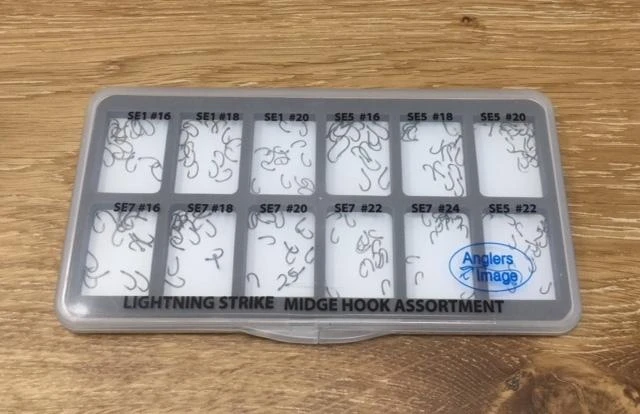 SE1 #16 SE1 #18 SE1 #20 SE5 #16 SE5 #18 SE5 #20
SE7 #16 SE7 #18 SE7 #20 SE7 #22 SE7 #24 SE5 #22
Anglers
Image
LIGHTNING STRIKE MIDGE HOOK ASSORTMENT